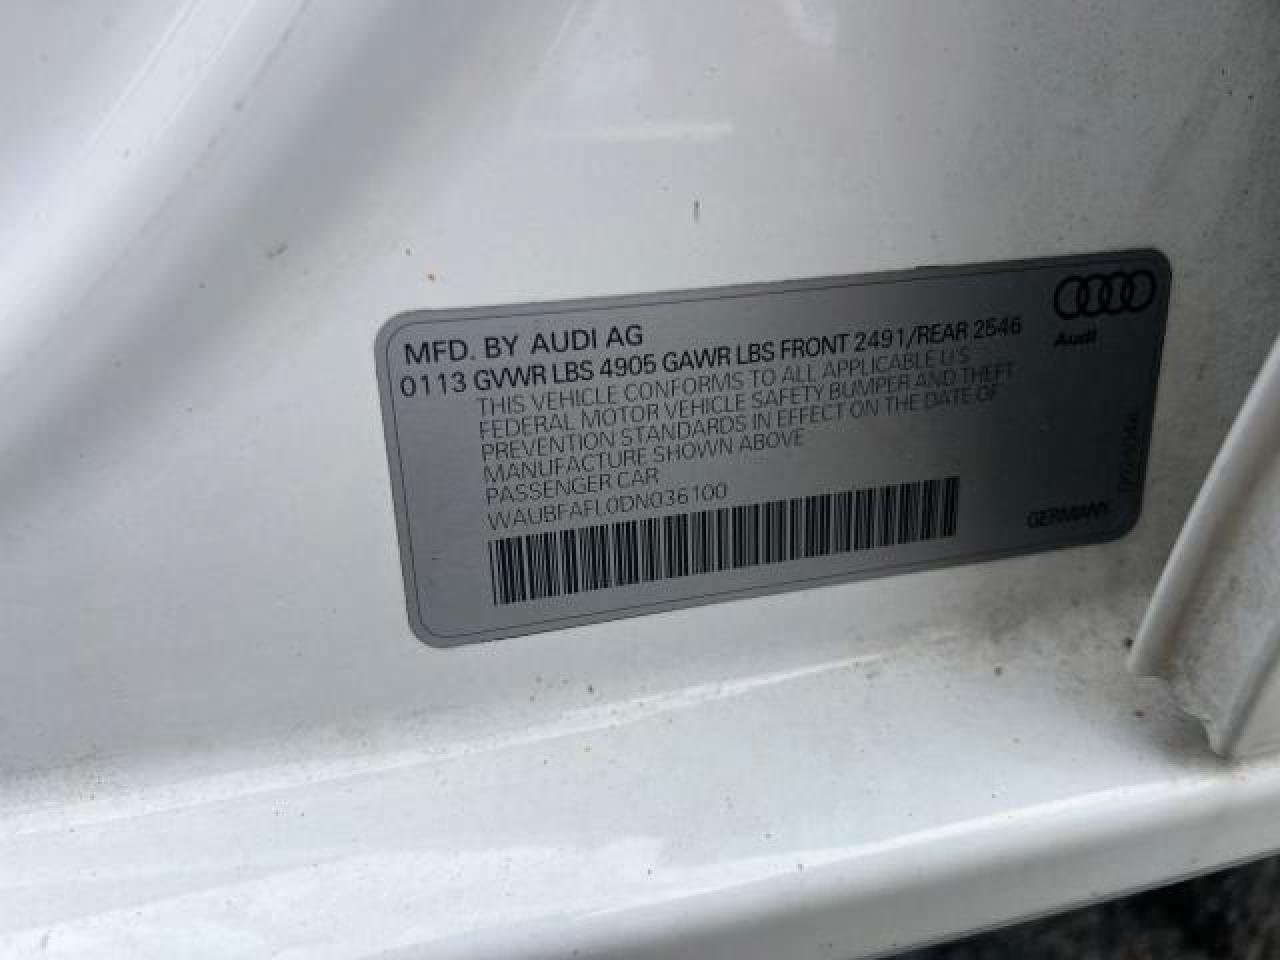 MFD. BY AUDI AG
0113 GVWR LBS 4905 GAWR LBS FRONT 2491/REAR 2546
THIS VEHICLE CONFORMS TO ALL APPLICABLE U.S
FEDERAL MOTOR VEHICLE SAFETY BUMPER AND THEFT
PREVENTION STANDARDS IN EFFECT ON THE DATE OF
MANUFACTURE SHOWN ABOVE
PASSENGER CAR
WAUBFAFL0DN036100
Audi
GERMANY